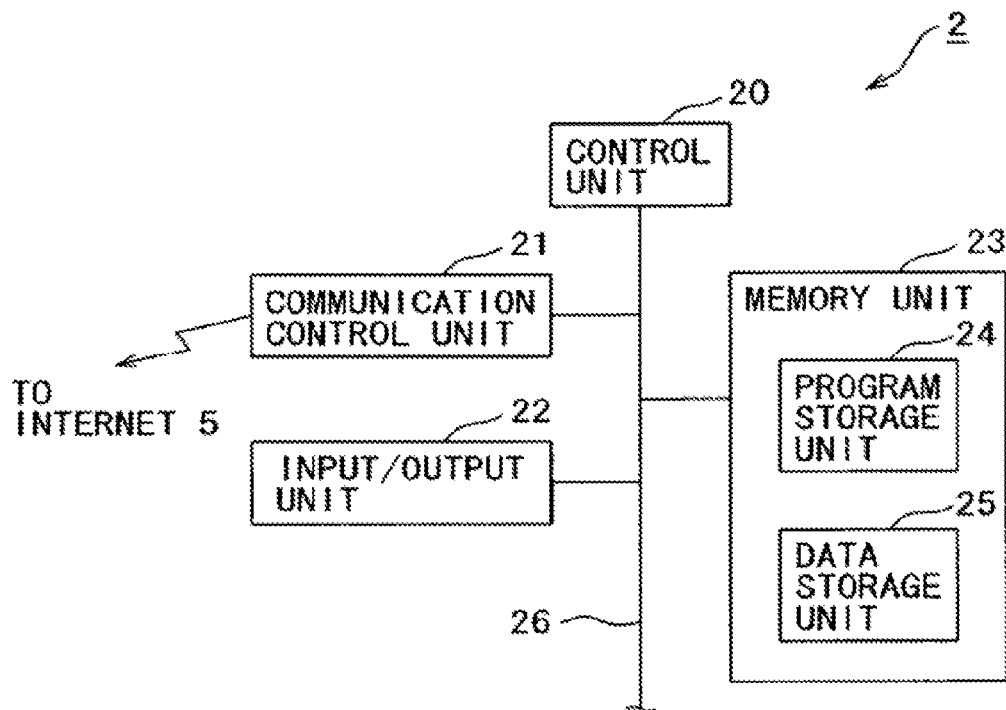 2
20
CONTROL
UNIT
21
COMMUNICATION
CONTROL UNIT
TO
INTERNET 5
22
INPUT/OUTPUT
UNIT
23
MEMORY UNIT
24
PROGRAM
STORAGE
UNIT
25
DATA
STORAGE
UNIT
26